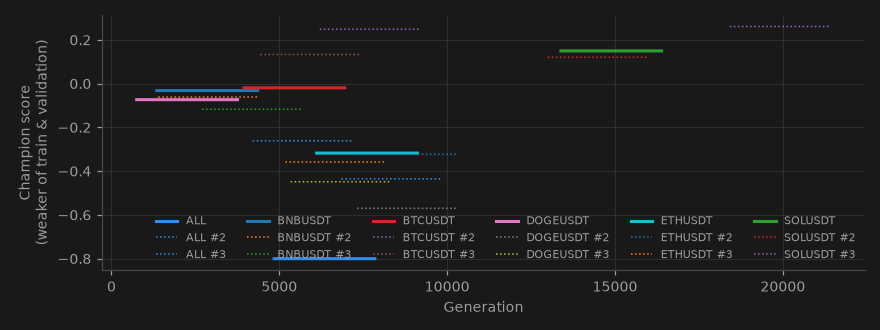 Champion score
(weaker of train & validation)
0.2
0.0
−0.2
−0.4
−0.6
−0.8
ALL BNBUSDT BTCUSDT DOGEUSDT ETHUSDT SOLUSDT
ALL #2 BNBUSDT #2 BTCUSDT #2 DOGEUSDT #2 ETHUSDT #2 SOLUSDT #2
ALL #3 BNBUSDT #3 BTCUSDT #3 DOGEUSDT #3 ETHUSDT #3 SOLUSDT #3
0 5000 10000 15000 20000
Generation